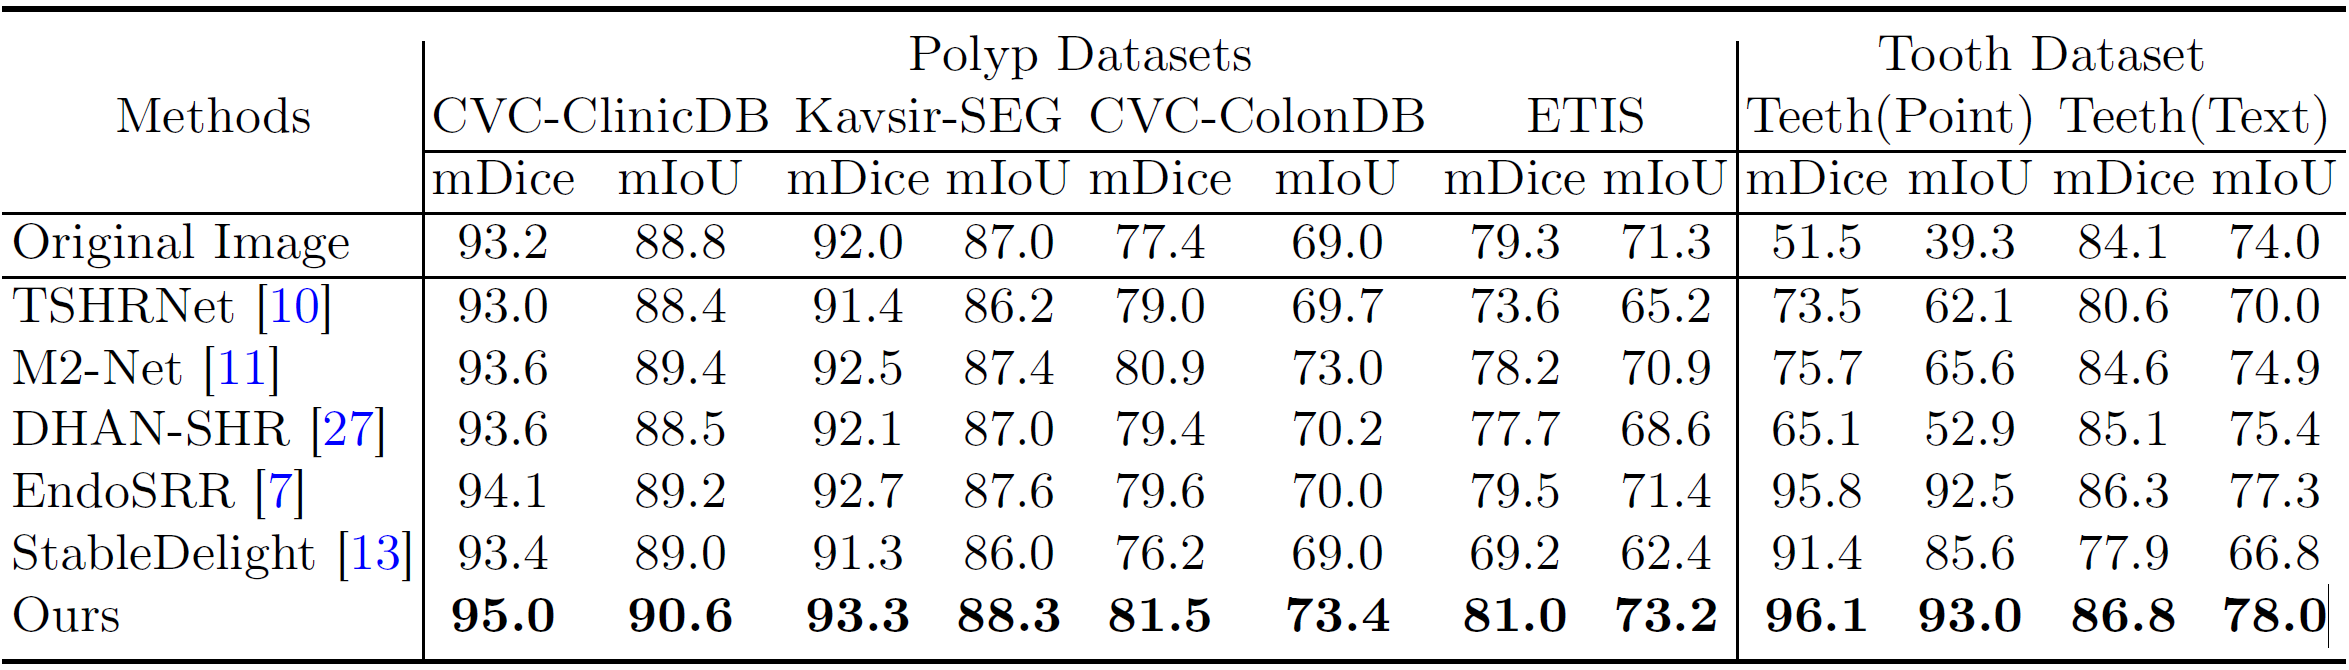 Polyp Datasets Tooth Dataset
Methods CVC-ClinicDB Kavsir-SEG CVC-ColonDB ETIS Teeth(Point) Teeth(Text)
mDice mIoU mDice mIoU mDice mIoU mDice mIoU mDice mIoU mDice mIoU
Original Image 93.2 88.8 92.0 87.0 77.4 69.0 79.3 71.3 51.5 39.3 84.1 74.0
TSHRNet [10] 93.0 88.4 91.4 86.2 79.0 69.7 73.6 65.2 73.5 62.1 80.6 70.0
M2-Net [11] 93.6 89.4 92.5 87.4 80.9 73.0 78.2 70.9 75.7 65.6 84.6 74.9
DHAN-SHR [27] 93.6 88.5 92.1 87.0 79.4 70.2 77.7 68.6 65.1 52.9 85.1 75.4
EndoSRR [7] 94.1 89.2 92.7 87.6 79.6 70.0 79.5 71.4 95.8 92.5 86.3 77.3
StableDelight [13] 93.4 89.0 91.3 86.0 76.2 69.0 69.2 62.4 91.4 85.6 77.9 66.8
Ours 95.0 90.6 93.3 88.3 81.5 73.4 81.0 73.2 96.1 93.0 86.8 78.0